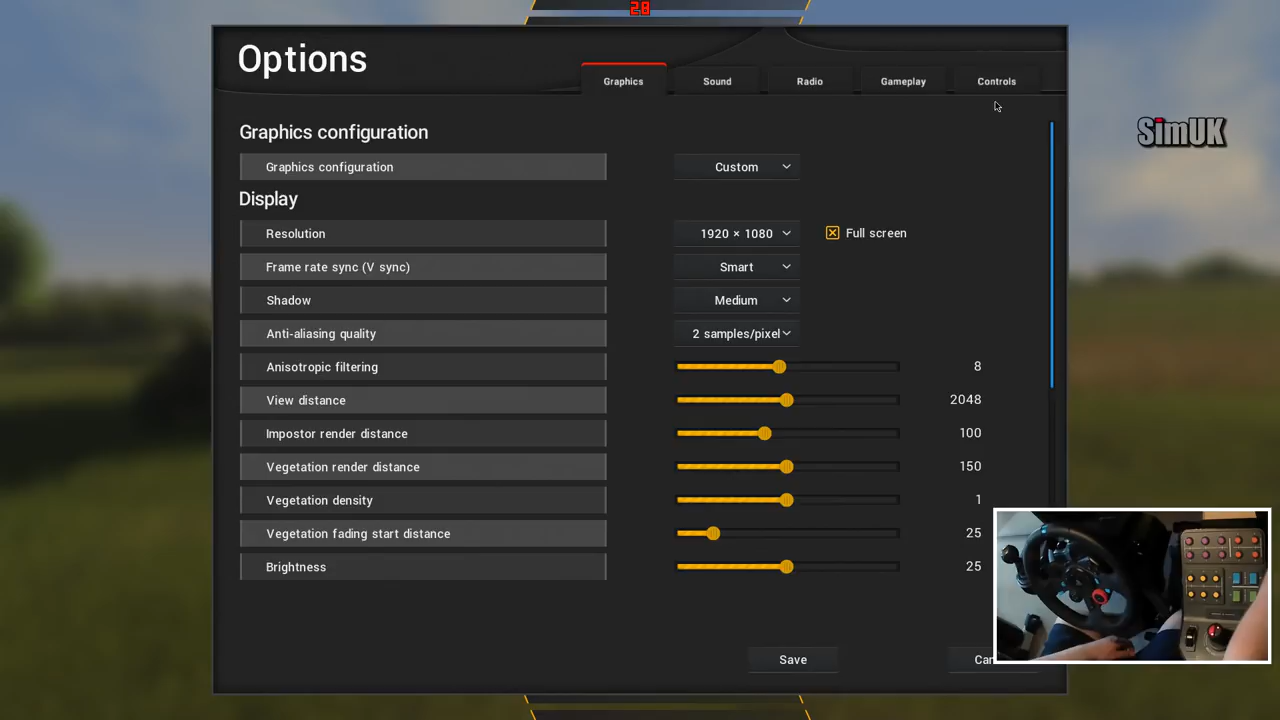 28
Options
Graphics
Sound
Radio
Gameplay
Controls
SimUK
Graphics configuration
Graphics configuration
Custom
Display
Resolution
1920 × 1080
Full screen
Frame rate sync (V sync)
Smart
Shadow
Medium
Anti-aliasing quality
2 samples/pixel
Anisotropic filtering
8
View distance
2048
Impostor render distance
100
Vegetation render distance
150
Vegetation density
1
Vegetation fading start distance
25
Brightness
25
Save